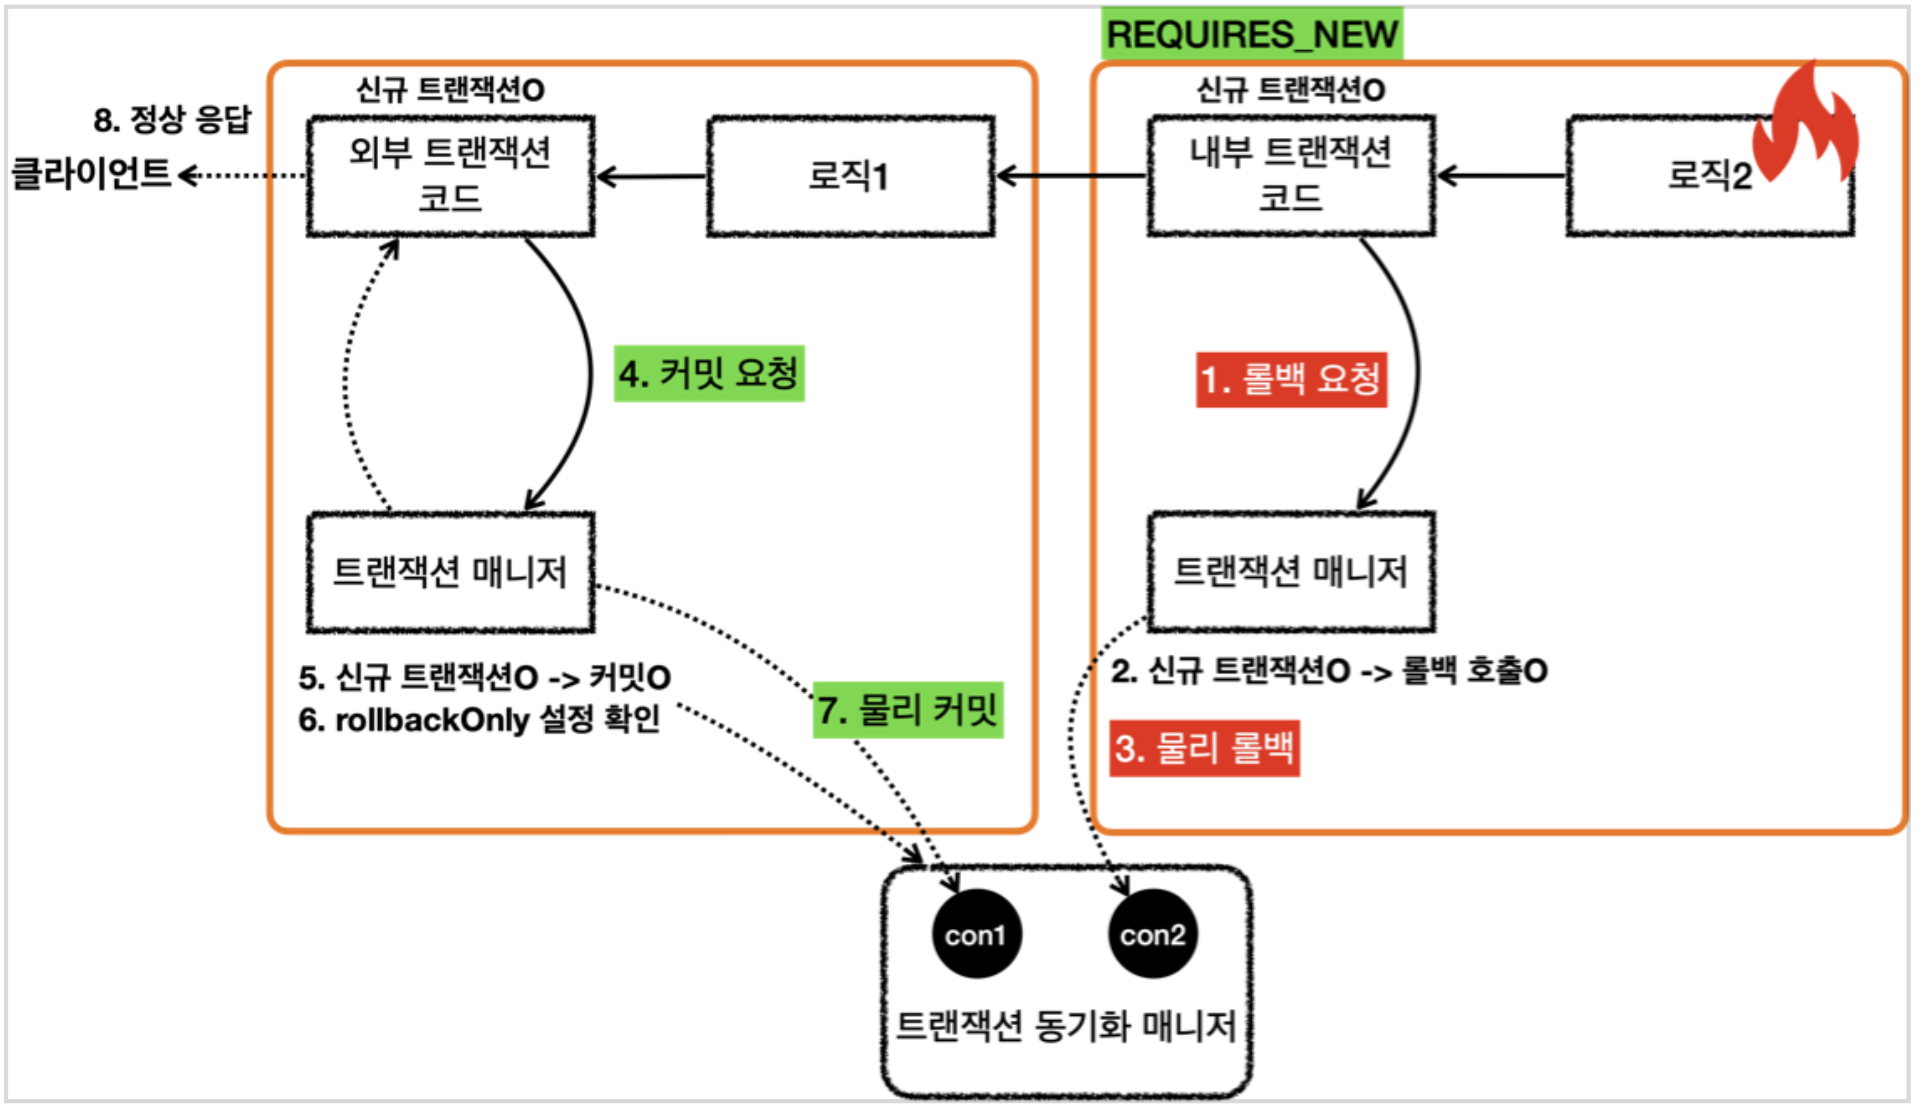 REQUIRES_NEW
신규 트랜잭션O
신규 트랜잭션O
8. 정상 응답
클라이언트
외부 트랜잭션
코드
로직1
내부 트랜잭션
코드
로직2
4. 커밋 요청
1. 롤백 요청
트랜잭션 매니저
트랜잭션 매니저
5. 신규 트랜잭션O -> 커밋O
6. rollbackOnly 설정 확인
7. 물리 커밋
2. 신규 트랜잭션O -> 롤백 호출O
3. 물리 롤백
con1
con2
트랜잭션 동기화 매니저